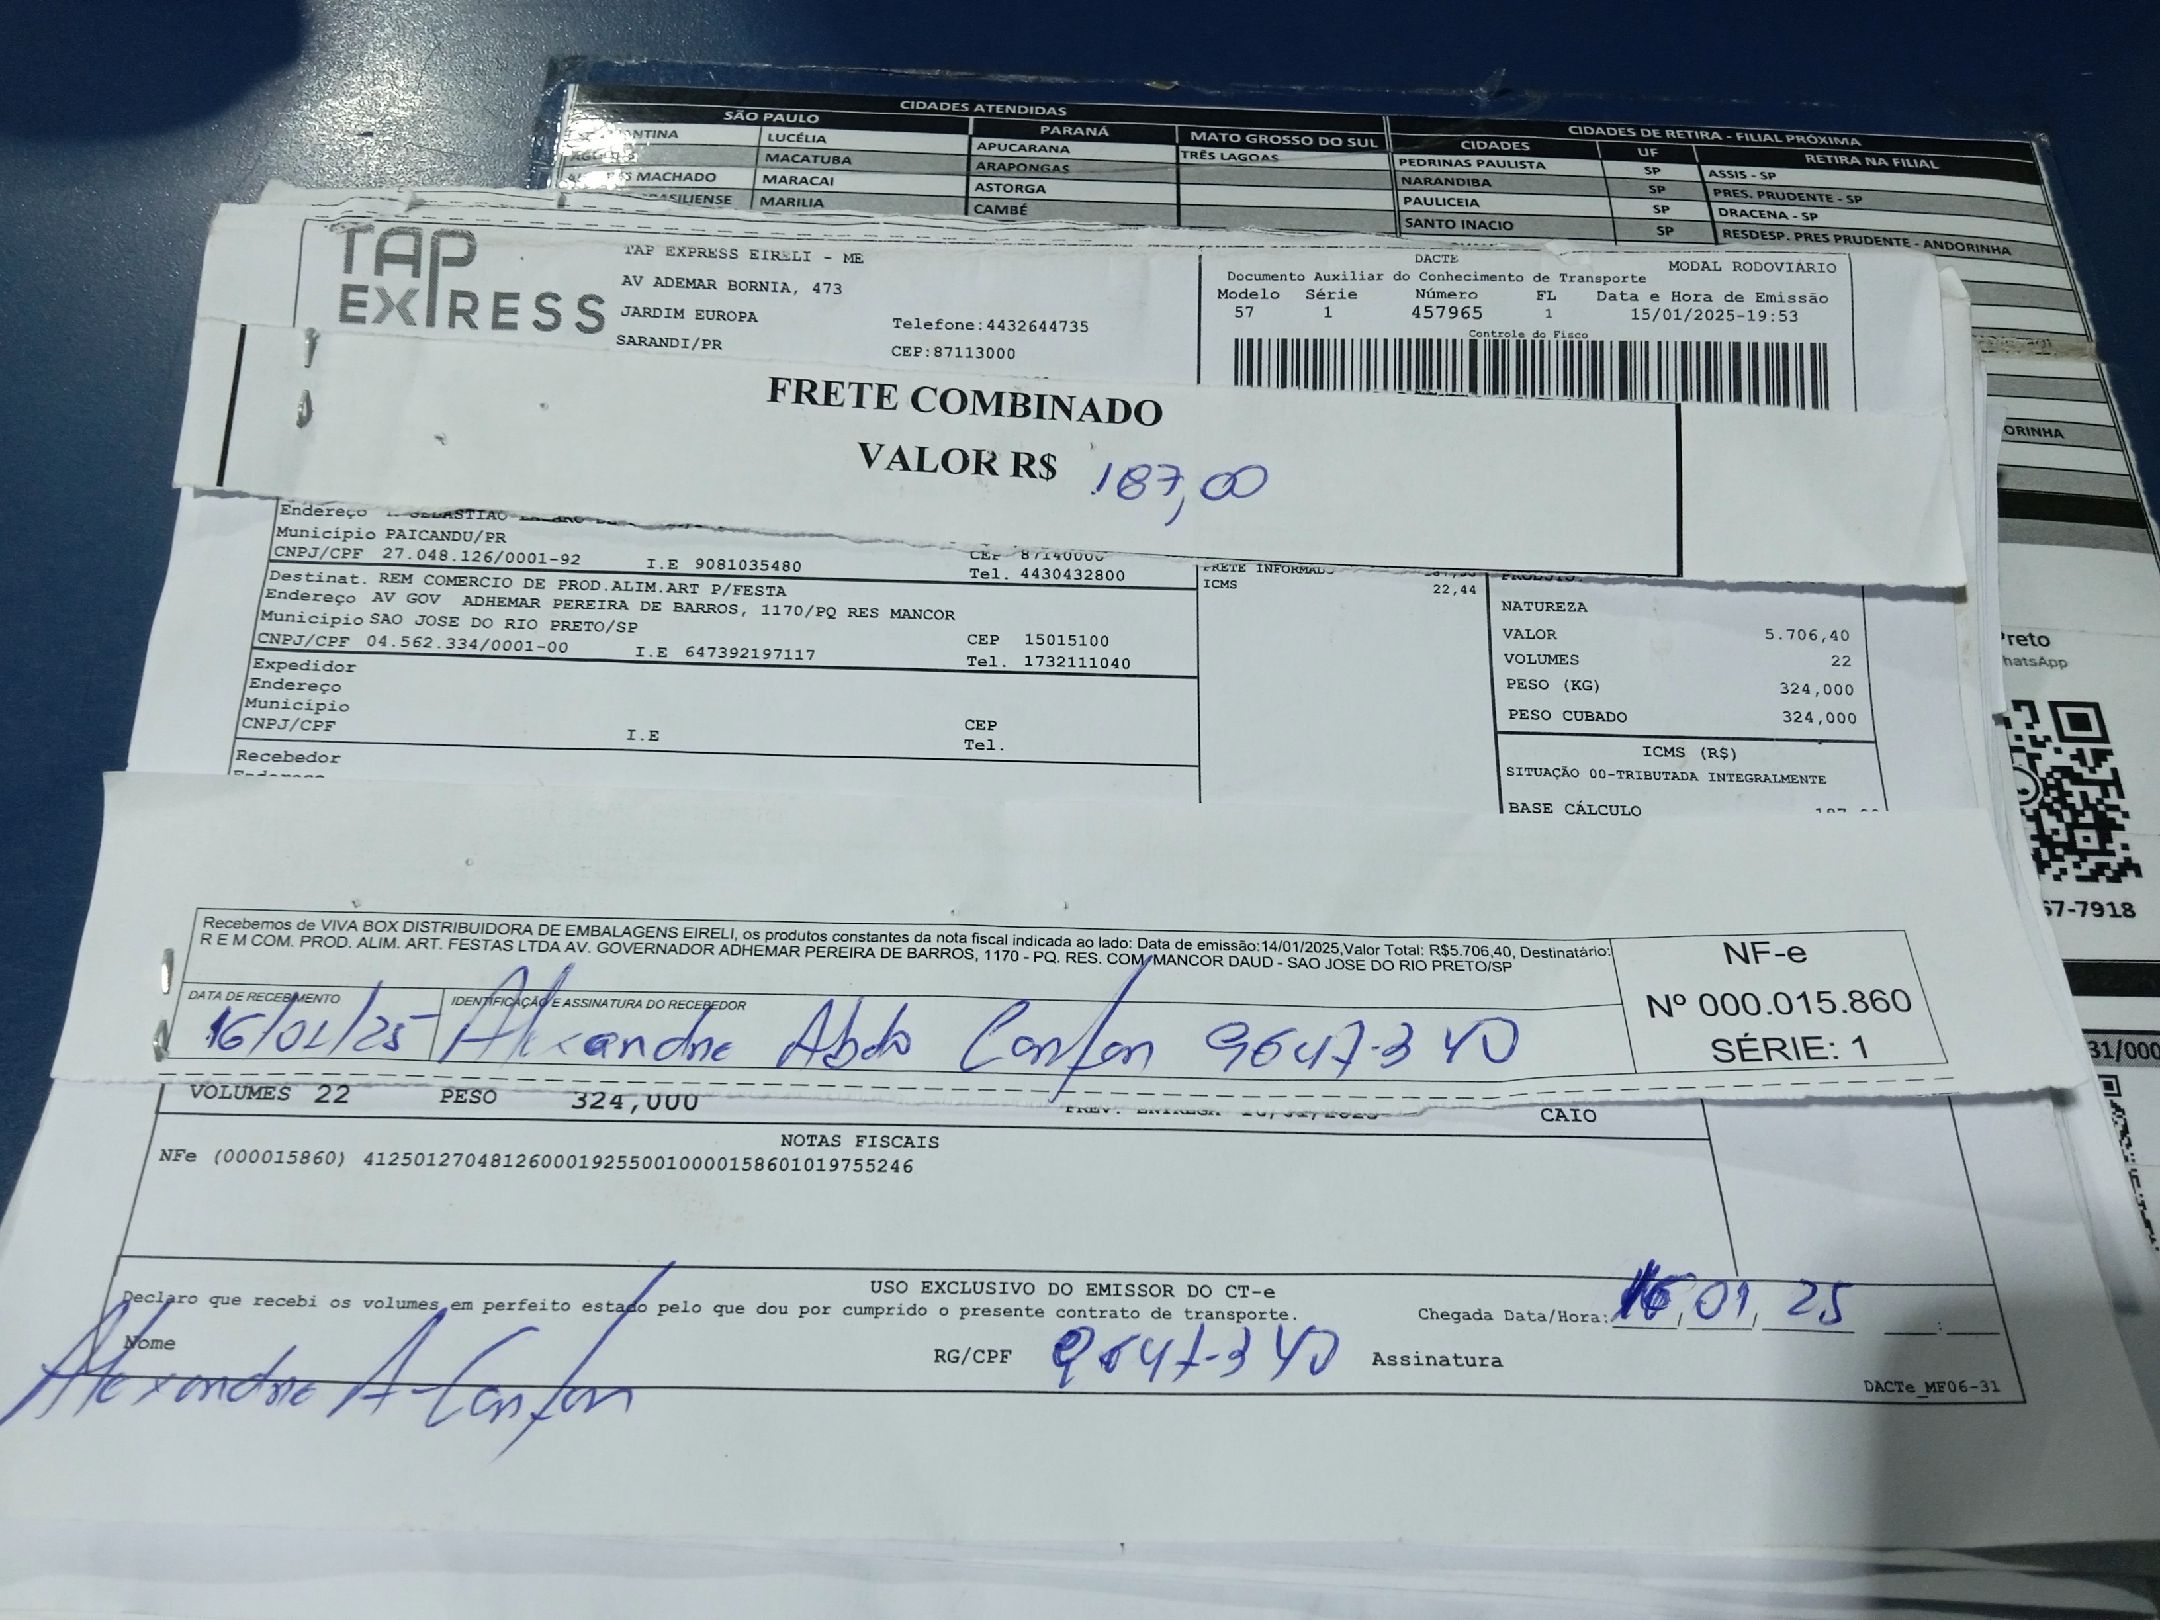 CIDADES ATENDIDAS
SÃO PAULO
PARANÁ
MATO GROSSO DO SUL
LUCÉLIA
APUCARANA
TRÊS LAGOAS
MACATUBA
ARAPONGAS
MACHADO
MARACAI
ASTORGA
MARILIA
CAMBÉ
CIDADES DE RETIRA - FILIAL PRÓXIMA
CIDADES
UF
RETIRA NA FILIAL
PEDRINAS PAULISTA
SP
ASSIS - SP
NARANDIBA
SP
PRES. PRUDENTE - SP
PAULICEIA
SP
DRACENA - SP
SANTO INACIO
SP
RESDESP. PRES PRUDENTE - ANDORINHA
TAP EXPRESS
TAP EXPRESS EIRELI - ME
AV ADEMAR BORNIA, 473
JARDIM EUROPA
Telefone:4432644735
SARANDI/PR
CEP:87113000
DACTE
MODAL RODOVIÁRIO
Documento Auxiliar do Conhecimento de Transporte
Modelo Série Número FL Data e Hora de Emissão
57 1 457965 1 15/01/2025-19:53
Controle do Fisco
FRETE COMBINADO
VALOR R$ 187,00
Endereço
Município PAICANDU/PR
CEP 87140000
CNPJ/CPF 27.048.126/0001-92 I.E 9081035480 Tel. 4430432800
Destinat. REM COMERCIO DE PROD.ALIM.ART P/FESTA
Endereço AV GOV ADHEMAR PEREIRA DE BARROS, 1170/PQ RES MANCOR
Município SAO JOSE DO RIO PRETO/SP
CEP 15015100
CNPJ/CPF 04.562.334/0001-00 I.E 647392197117 Tel. 1732111040
Expedidor
Endereço
Município
CEP
CNPJ/CPF I.E Tel.
Recebedor
FRETE INFORMADO
ICMS 22,44
NATUREZA
VALOR 5.706,40
VOLUMES 22
PESO (KG) 324,000
PESO CUBADO 324,000
ICMS (R$)
SITUAÇÃO 00-TRIBUTADA INTEGRALMENTE
BASE CÁLCULO
Preto
hatsApp
67-7918
31/000
Recebemos de VIVA BOX DISTRIBUIDORA DE EMBALAGENS EIRELI, os produtos constantes da nota fiscal indicada ao lado: Data de emissão:14/01/2025,Valor Total: R$5.706,40, Destinatário:
R E M COM. PROD. ALIM. ART. FESTAS LTDA AV. GOVERNADOR ADHEMAR PEREIRA DE BARROS, 1170 - PQ. RES. COM. MANCOR DAUD - SAO JOSE DO RIO PRETO/SP
NF-e
Nº 000.015.860
SÉRIE: 1
DATA DE RECEBIMENTO
IDENTIFICAÇÃO E ASSINATURA DO RECEBEDOR
16/01/25 Alexandre Abdo 9647-340
VOLUMES 22 PESO 324,000
PREV. ENTREGA
CAIO
NOTAS FISCAIS
NFe (000015860) 41250127048126000192550010000158601019755246
USO EXCLUSIVO DO EMISSOR DO CT-e
Declaro que recebi os volumes em perfeito estado pelo que dou por cumprido o presente contrato de transporte.
Chegada Data/Hora: 16/01/25
Nome Alexandre A
RG/CPF 9647-340
Assinatura
DACTe_MF06-31